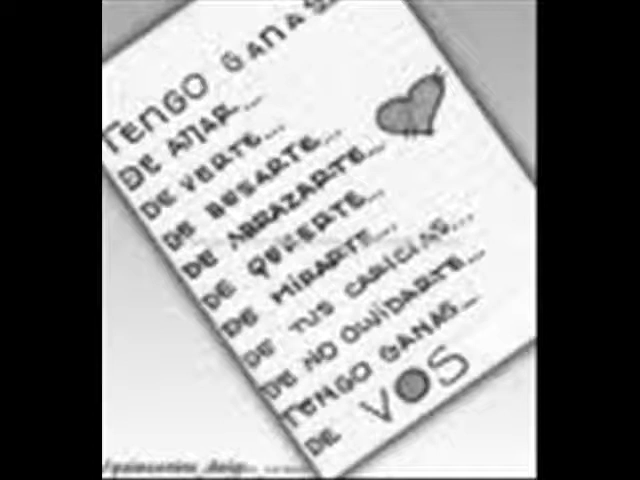 TENGO GANAS...
DE AMAR...
DE VERTE...
DE BESARTE...
DE ABRAZARTE...
DE QUERERTE...
DE MIRARTE...
DE TUS CARICIAS...
DE NO OLVIDARTE...
TENGO GANAS...
DE VOS